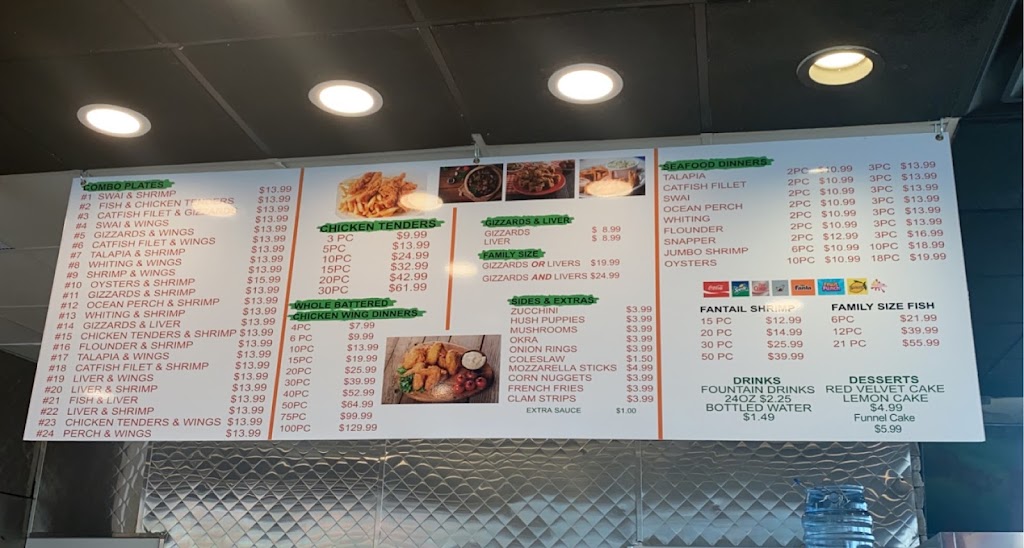 COMBO PLATES
#1 SWAI & SHRIMP $13.99
#2 FISH & CHICKEN TENDERS $13.99
#3 CATFISH FILET & GIZZARD $13.99
#4 SWAI & WINGS $13.99
#5 GIZZARDS & WINGS $13.99
#6 CATFISH FILET & WINGS $13.99
#7 TALAPIA & SHRIMP $13.99
#8 WHITING & WINGS $13.99
#9 SHRIMP & WINGS $13.99
#10 OYSTERS & SHRIMP $15.99
#11 GIZZARDS & SHRIMP $13.99
#12 OCEAN PERCH & SHRIMP $13.99
#13 WHITING & SHRIMP $13.99
#14 GIZZARDS & LIVER $13.99
#15 CHICKEN TENDERS & SHRIMP $13.99
#16 FLOUNDER & SHRIMP $13.99
#17 TALAPIA & WINGS $13.99
#18 CATFISH FILET & SHRIMP $13.99
#19 LIVER & WINGS $13.99
#20 LIVER & SHRIMP $13.99
#21 FISH & LIVER $13.99
#22 LIVER & SHRIMP $13.99
#23 CHICKEN TENDERS & WINGS $13.99
#24 PERCH & WINGS $13.99
CHICKEN TENDERS
3 PC $9.99
5PC $13.99
10PC $24.99
15PC $32.99
20PC $42.99
30PC $61.99
WHOLE BATTERED
CHICKEN WING DINNERS
4PC $7.99
6 PC $9.99
10PC $13.99
15PC $19.99
20PC $25.99
30PC $39.99
40PC $52.99
50PC $64.99
75PC $99.99
100PC $129.99
GIZZARDS & LIVER
GIZZARDS $ 8.99
LIVER $ 8.99
FAMILY SIZE
GIZZARDS OR LIVERS $19.99
GIZZARDS AND LIVERS $24.99
SIDES & EXTRAS
ZUCCHINI $3.99
HUSH PUPPIES $3.99
MUSHROOMS $3.99
OKRA $3.99
ONION RINGS $3.99
COLESLAW $1.50
MOZZARELLA STICKS $4.99
CORN NUGGETS $3.99
FRENCH FRIES $3.99
CLAM STRIPS $3.99
EXTRA SAUCE $1.00
SEAFOOD DINNERS
TALAPIA 2PC $10.99 3PC $13.99
CATFISH FILLET 2PC $10.99 3PC $13.99
SWAI 2PC $10.99 3PC $13.99
OCEAN PERCH 2PC $10.99 3PC $13.99
WHITING 2PC $10.99 3PC $13.99
FLOUNDER 2PC $10.99 3PC $13.99
SNAPPER 2PC $12.99 3PC $16.99
JUMBO SHRIMP 6PC $10.99 10PC $18.99
OYSTERS 10PC $10.99 18PC $19.99
Fanta
FANTAIL SHRIMP
15 PC $12.99
20 PC $14.99
30 PC $25.99
50 PC $39.99
FAMILY SIZE FISH
6PC $21.99
12PC $39.99
21 PC $55.99
DRINKS
FOUNTAIN DRINKS
24OZ $2.25
BOTTLED WATER
$1.49
DESSERTS
RED VELVET CAKE
LEMON CAKE
$4.99
Funnel Cake
$5.99